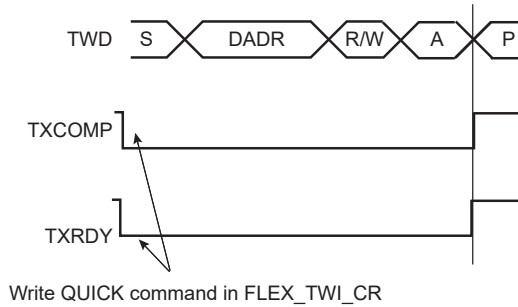 TWD S DADR R/W A P
TXCOMP
TXRDY
Write QUICK command in FLEX_TWI_CR